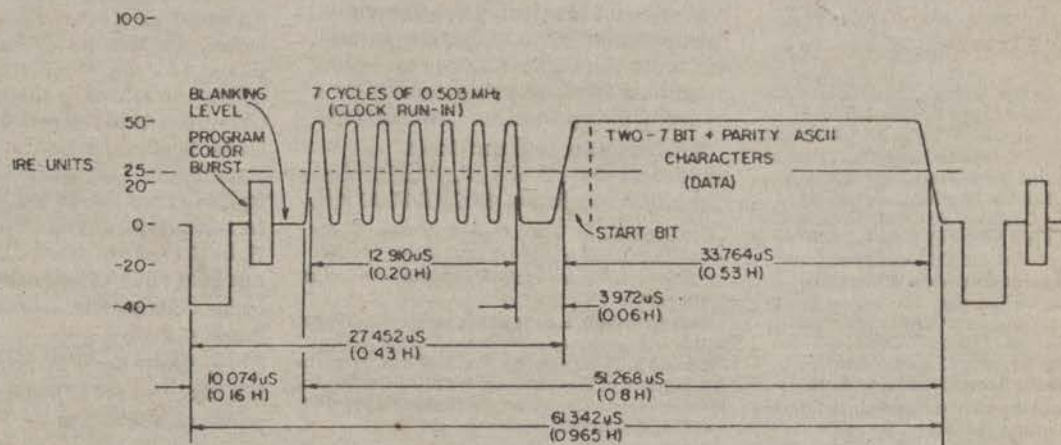 100-
BLANKING LEVEL
7 CYCLES OF 0.503 MHz
(CLOCK RUN-IN)
50-
PROGRAM COLOR BURST
TWO-7 BIT + PARITY ASCII
CHARACTERS
(DATA)
IRE UNITS
25-
20-
0-
START BIT
-20-
-40-
12.910uS
(0.20 H)
33.764uS
(0.53 H)
3.972uS
(0.06 H)
27.452uS
(0.43 H)
10.074uS
(0.16 H)
51.268uS
(0.8 H)
61.342uS
(0.965 H)